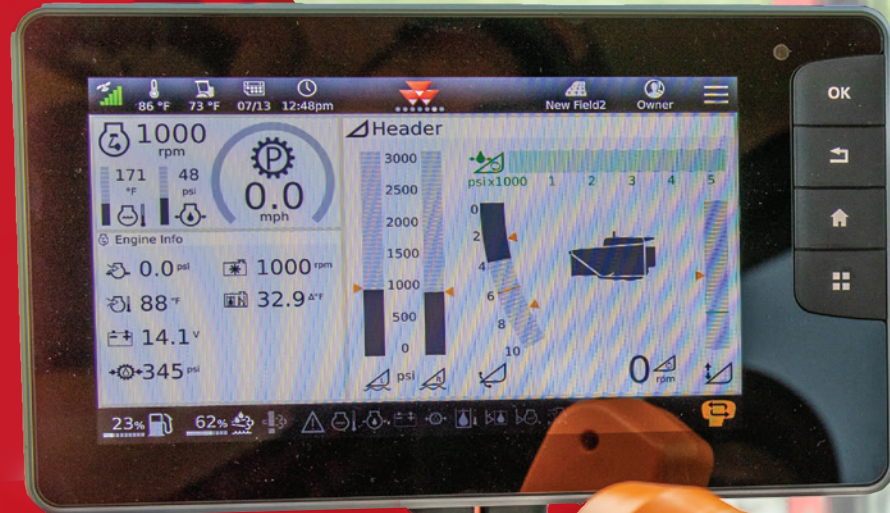 86 °F 73 °F 07/13 12:48pm New Field2 Owner
OK
1000
rpm
171
°F
48
psi
P
0.0
mph
Engine Info
0.0 psi
1000 rpm
88 °F
32.9 Δ°F
14.1 V
345 psi
Header
3000
2500
2000
1500
1000
500
0
L psi R
psi x1000 1 2 3 4 5
0
2
4
6
8
10
0 rpm
23% 62%